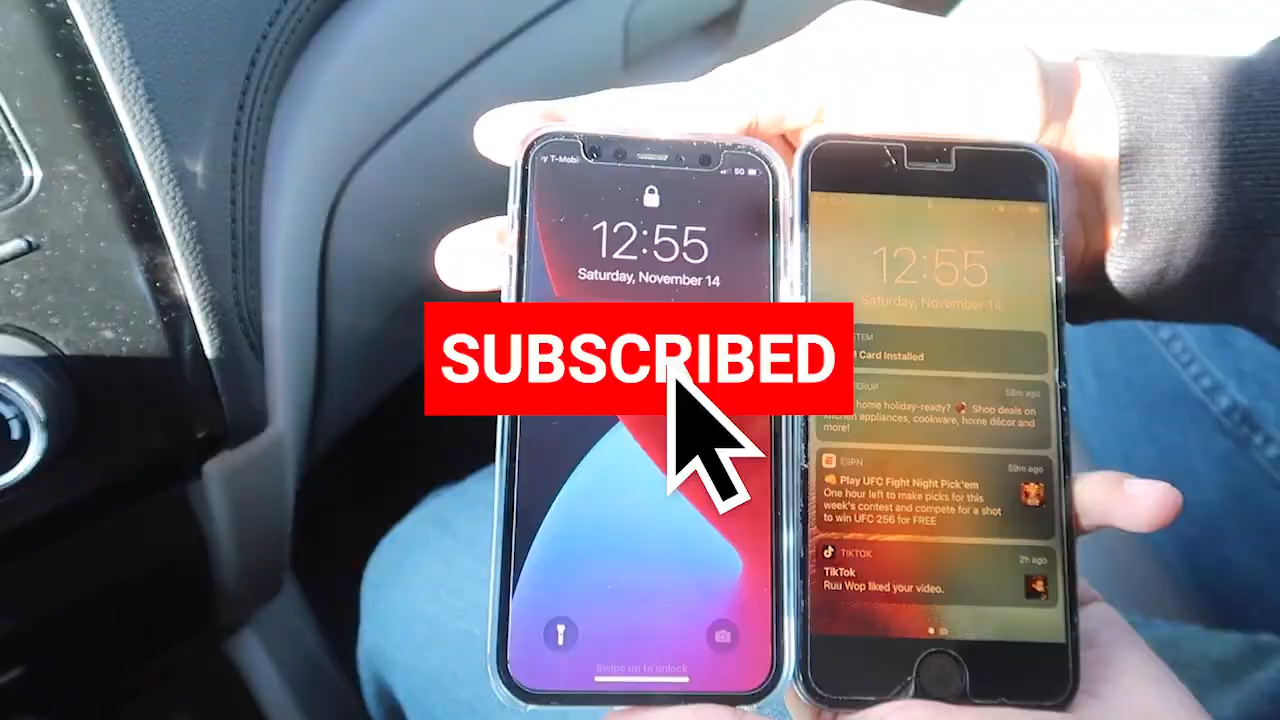 T-Mobi
5G
12:55
Saturday, November 14
SUBSCRIBED
Swipe up to unlock
12:55
Saturday, November 14
Card Installed
58m ago
home holiday-ready? Shop deals on
kitchen appliances, cookware, home décor and
more!
ESPN
59m ago
Play UFC Fight Night Pick'em
One hour left to make picks for this
week's contest and compete for a shot
to win UFC 256 for FREE
TIKTOK
2h ago
TikTok
Ruu Wop liked your video.